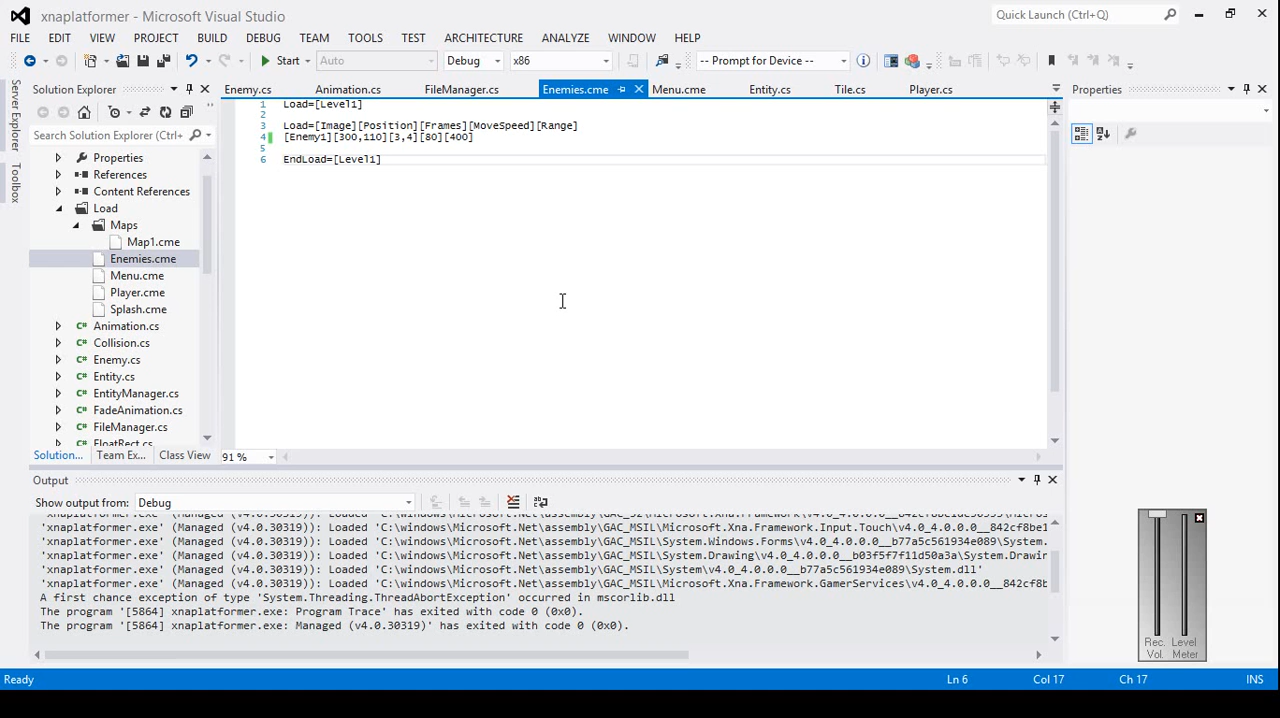 xnaplatformer - Microsoft Visual Studio
Quick Launch (Ctrl+Q)
FILE EDIT VIEW PROJECT BUILD DEBUG TEAM TOOLS TEST ARCHITECTURE ANALYZE WINDOW HELP
Start Auto Debug x86 -- Prompt for Device --
Server Explorer
Toolbox
Solution Explorer
Search Solution Explorer (Ctrl+
Properties
References
Content References
Load
Maps
Map1.cme
Enemies.cme
Menu.cme
Player.cme
Splash.cme
Animation.cs
Collision.cs
Enemy.cs
Entity.cs
EntityManager.cs
FadeAnimation.cs
FileManager.cs
FloatRect.cs
Solution... Team Ex... Class View
Enemy.cs Animation.cs FileManager.cs Enemies.cme Menu.cme Entity.cs Tile.cs Player.cs
1 Load=[Level1]
2
3 Load=[Image][Position][Frames][MoveSpeed][Range]
4 [Enemy1][300,110][3,4][80][400]
5
6 EndLoad=[Level1]
91 %
Properties
Output
Show output from: Debug
'xnaplatformer.exe' (Managed (v4.0.30319)): Loaded 'C:\windows\Microsoft.Net\assembly\GAC_MSIL\Microsoft.Xna.Framework.Input.Touch\v4.0_4.0.0.0__842cf8be1
'xnaplatformer.exe' (Managed (v4.0.30319)): Loaded 'C:\windows\Microsoft.Net\assembly\GAC_MSIL\System.Windows.Forms\v4.0_4.0.0.0__b77a5c561934e089\System.
'xnaplatformer.exe' (Managed (v4.0.30319)): Loaded 'C:\windows\Microsoft.Net\assembly\GAC_MSIL\System.Drawing\v4.0_4.0.0.0__b03f5f7f11d50a3a\System.Drawin
'xnaplatformer.exe' (Managed (v4.0.30319)): Loaded 'C:\windows\Microsoft.Net\assembly\GAC_MSIL\System\v4.0_4.0.0.0__b77a5c561934e089\System.dll'
'xnaplatformer.exe' (Managed (v4.0.30319)): Loaded 'C:\windows\Microsoft.Net\assembly\GAC_MSIL\Microsoft.Xna.Framework.GamerServices\v4.0_4.0.0.0__842cf8b
A first chance exception of type 'System.Threading.ThreadAbortException' occurred in mscorlib.dll
The program '[5864] xnaplatformer.exe: Program Trace' has exited with code 0 (0x0).
The program '[5864] xnaplatformer.exe: Managed (v4.0.30319)' has exited with code 0 (0x0).
Rec. Vol. Level Meter
Ready Ln 6 Col 17 Ch 17 INS